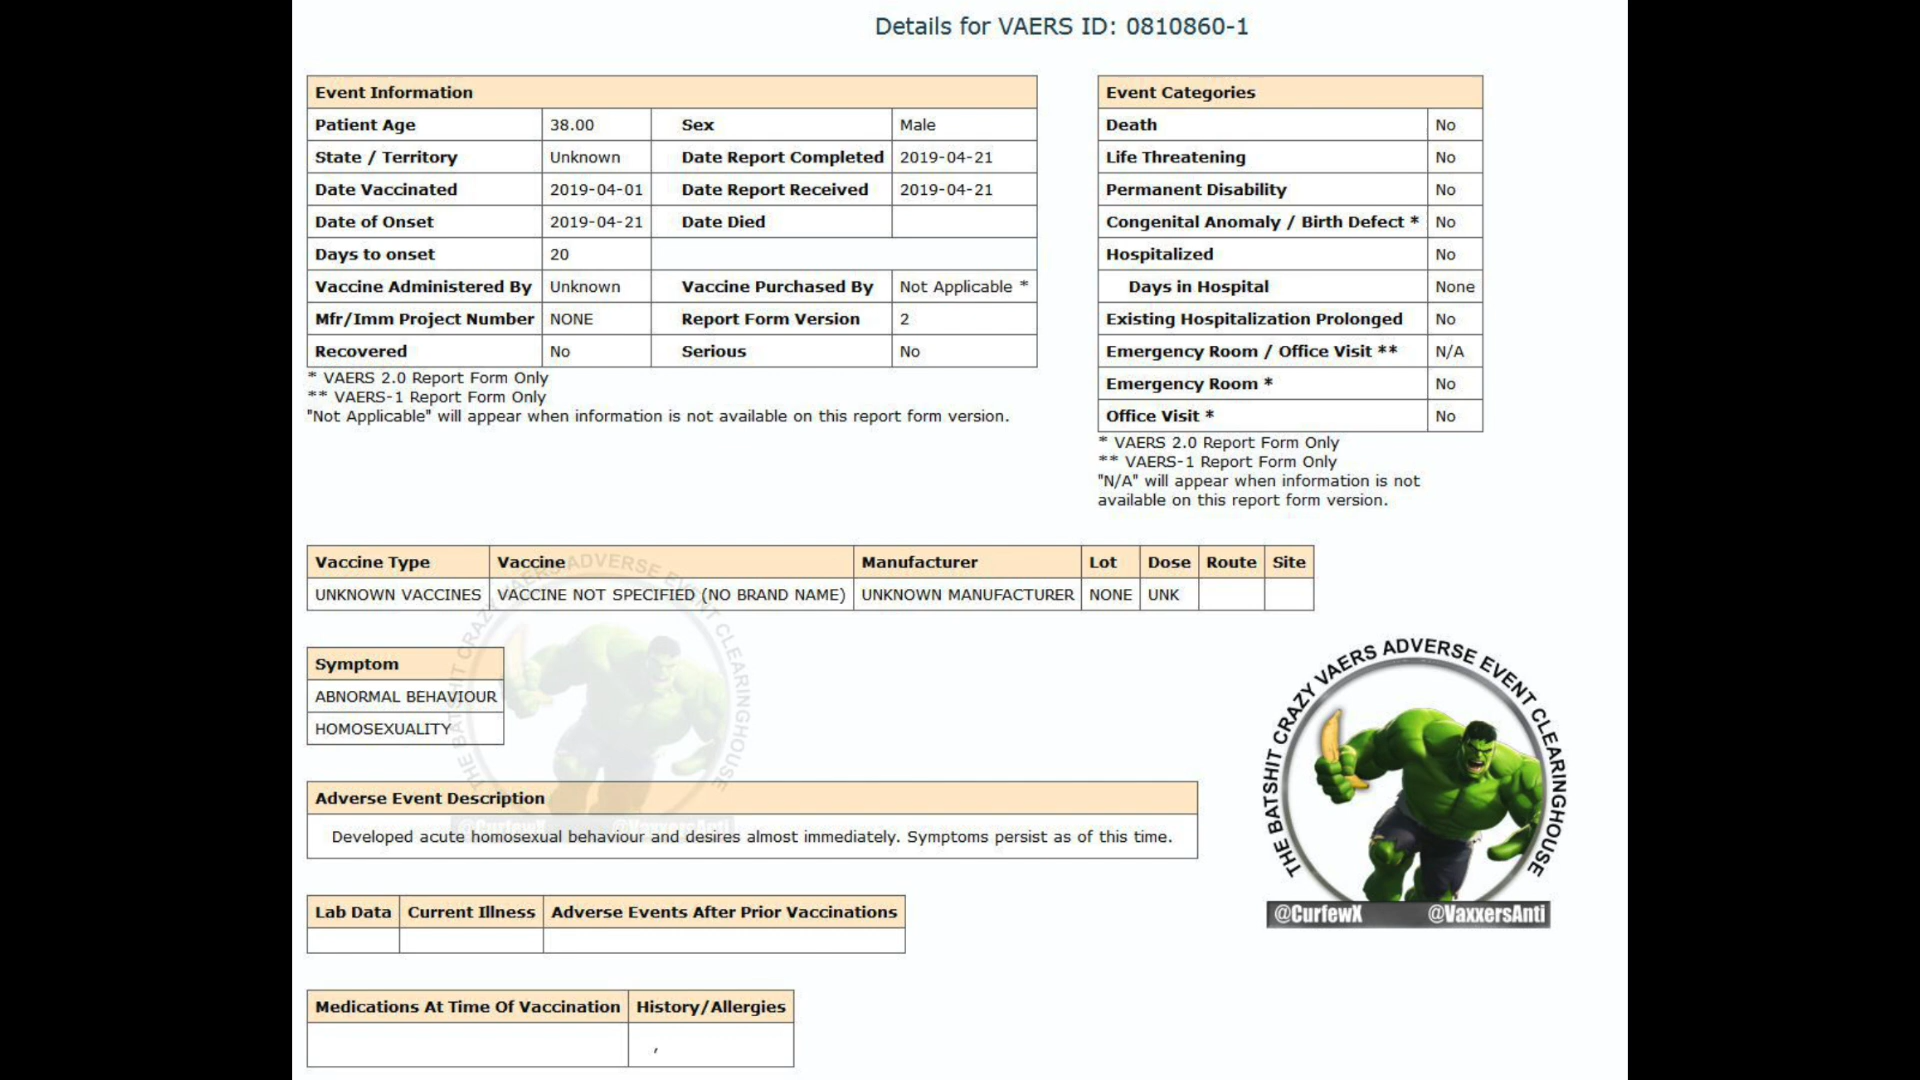 Details for VAERS ID: 0810860-1
Event Information
Patient Age 38.00 Sex Male
State / Territory Unknown Date Report Completed 2019-04-21
Date Vaccinated 2019-04-01 Date Report Received 2019-04-21
Date of Onset 2019-04-21 Date Died
Days to onset 20
Vaccine Administered By Unknown Vaccine Purchased By Not Applicable *
Mfr/Imm Project Number NONE Report Form Version 2
Recovered No Serious No
* VAERS 2.0 Report Form Only
** VAERS-1 Report Form Only
"Not Applicable" will appear when information is not available on this report form version.
Event Categories
Death No
Life Threatening No
Permanent Disability No
Congenital Anomaly / Birth Defect * No
Hospitalized No
Days in Hospital None
Existing Hospitalization Prolonged No
Emergency Room / Office Visit ** N/A
Emergency Room * No
Office Visit * No
* VAERS 2.0 Report Form Only
** VAERS-1 Report Form Only
"N/A" will appear when information is not
available on this report form version.
Vaccine Type Vaccine Manufacturer Lot Dose Route Site
UNKNOWN VACCINES VACCINE NOT SPECIFIED (NO BRAND NAME) UNKNOWN MANUFACTURER NONE UNK
THE BATSHIT CRAZY VAERS ADVERSE EVENT CLEARINGHOUSE
@CurfewX @VaxxersAnti
Symptom
ABNORMAL BEHAVIOUR
HOMOSEXUALITY
Adverse Event Description
Developed acute homosexual behaviour and desires almost immediately. Symptoms persist as of this time.
Lab Data Current Illness Adverse Events After Prior Vaccinations
Medications At Time Of Vaccination History/Allergies
,
THE BATSHIT CRAZY VAERS ADVERSE EVENT CLEARINGHOUSE
@CurfewX @VaxxersAnti